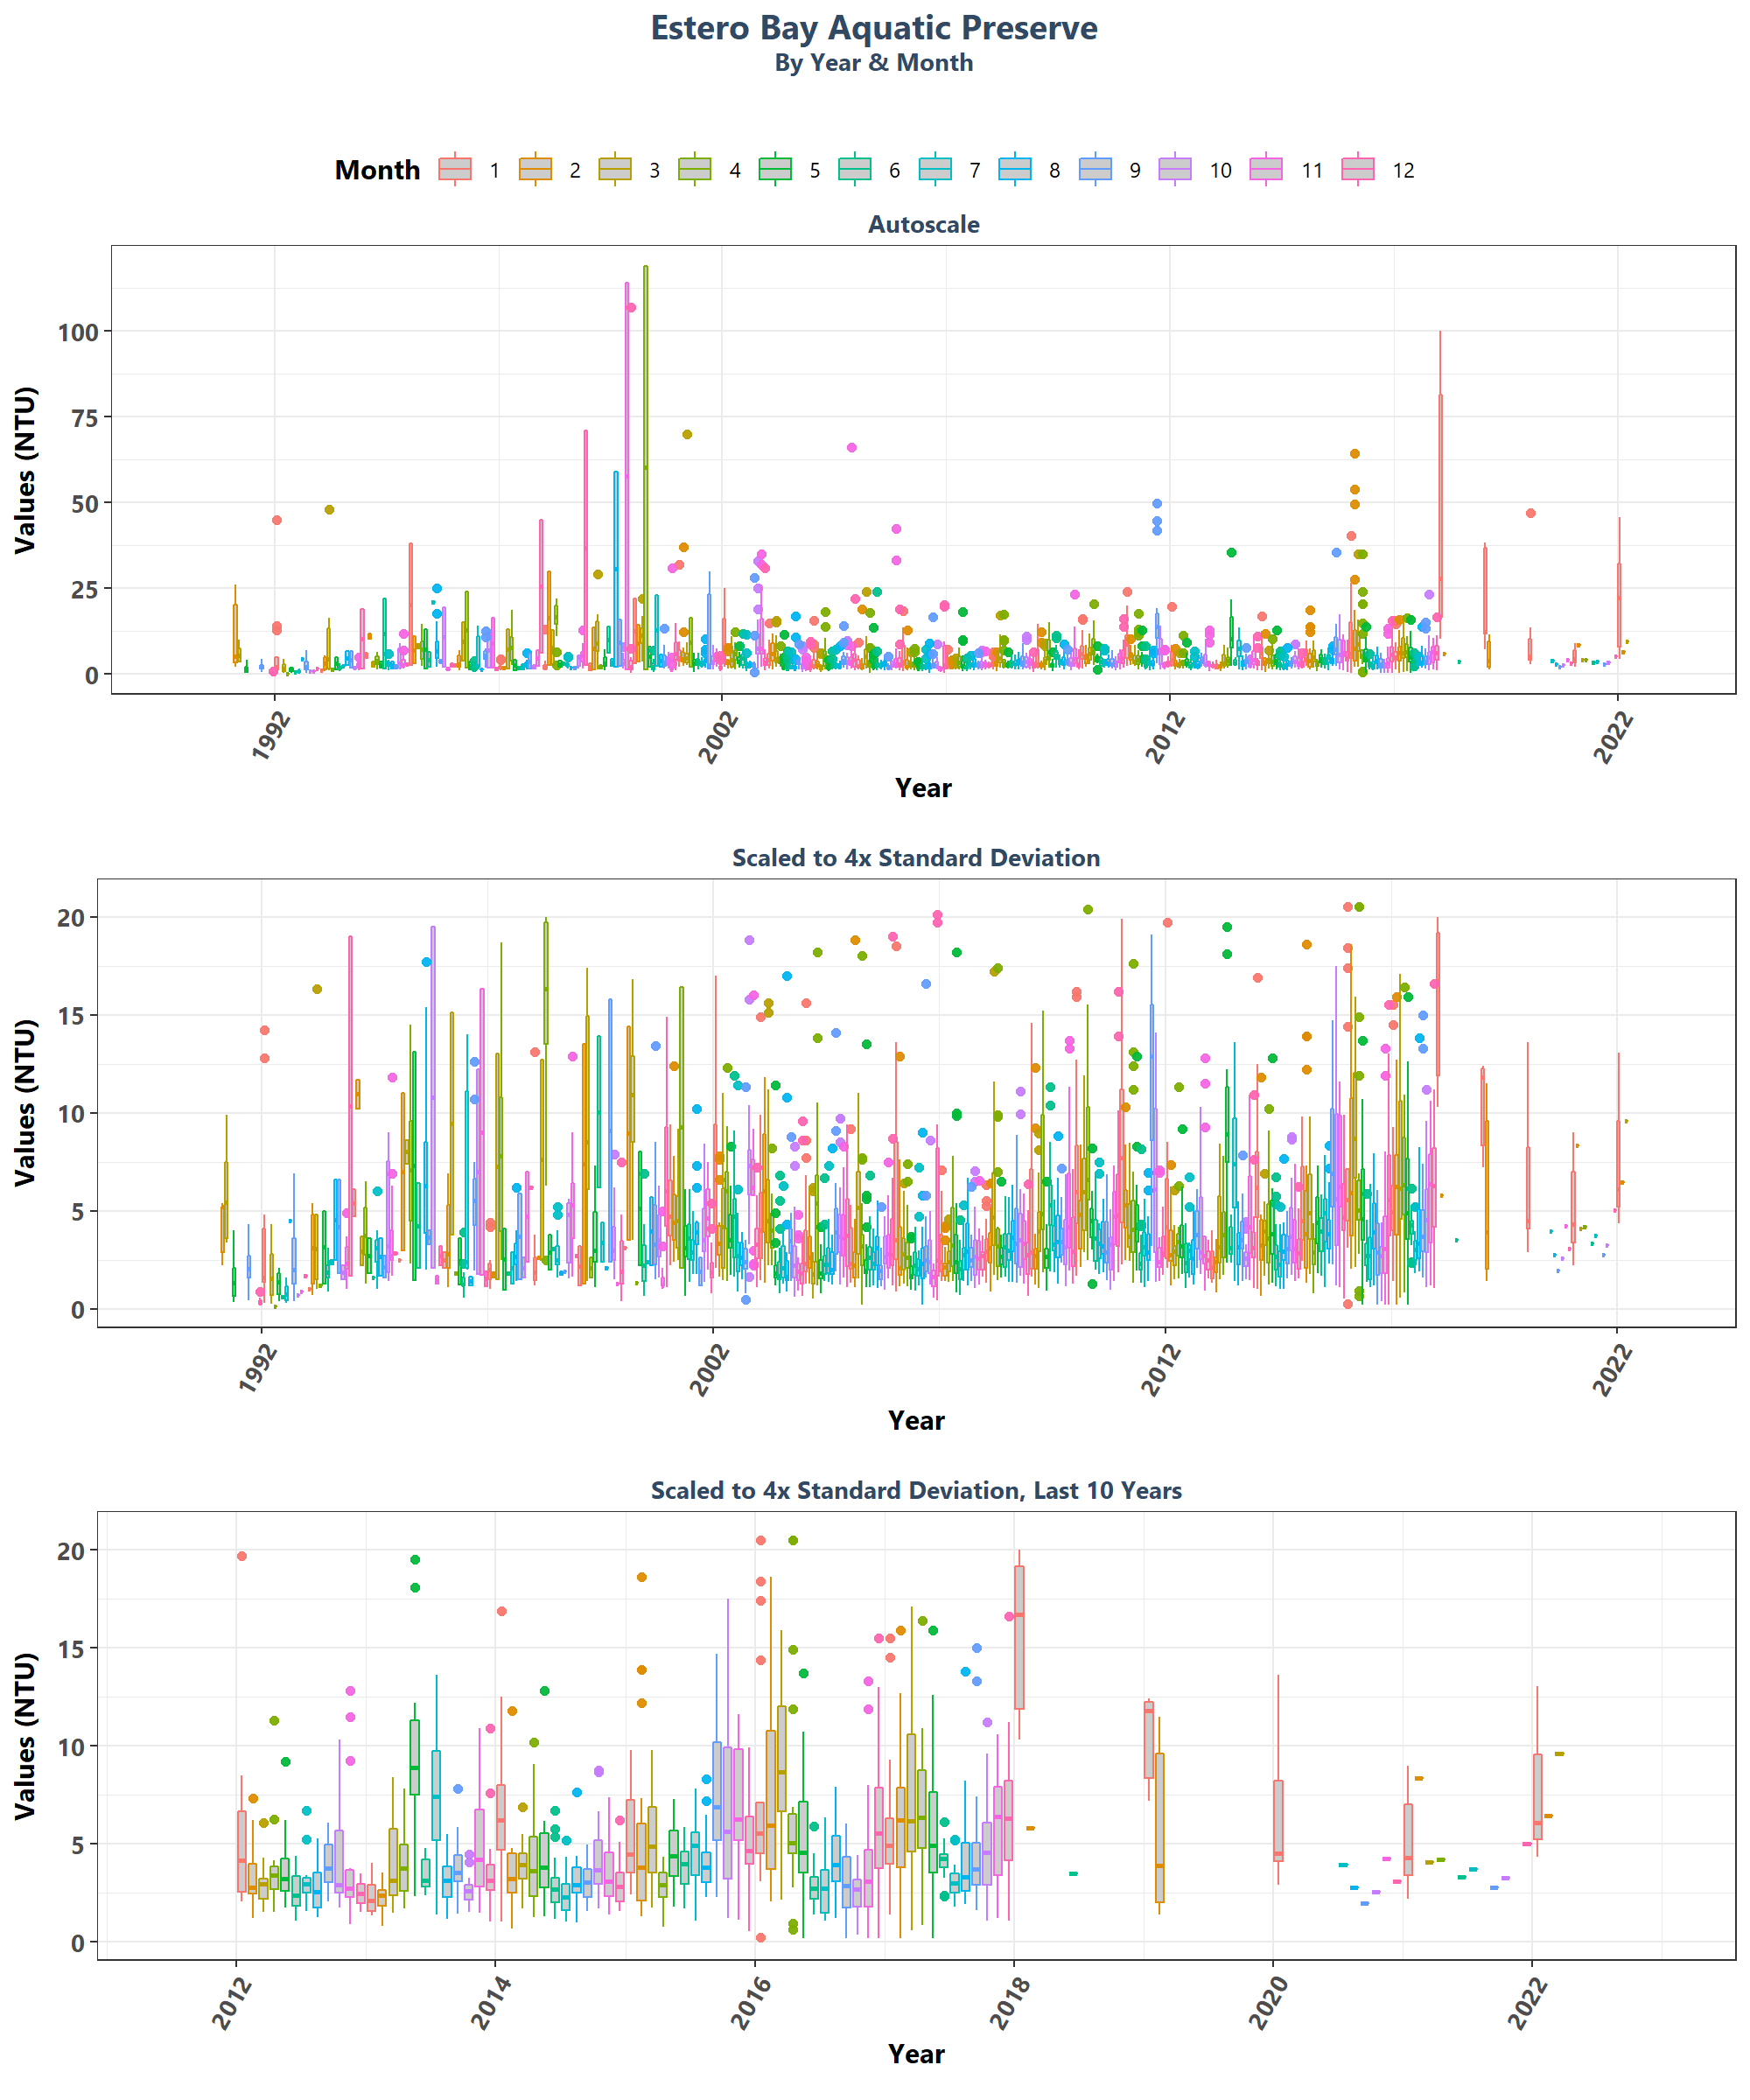 Estero Bay Aquatic Preserve
By Year & Month
Month 1 2 3 4 5 6 7 8 9 10 11 12
Autoscale
Values (NTU)
100
75
50
25
0
1992 2002 2012 2022
Year
Scaled to 4x Standard Deviation
Values (NTU)
20
15
10
5
0
1992 2002 2012 2022
Year
Scaled to 4x Standard Deviation, Last 10 Years
Values (NTU)
20
15
10
5
0
2012 2014 2016 2018 2020 2022
Year